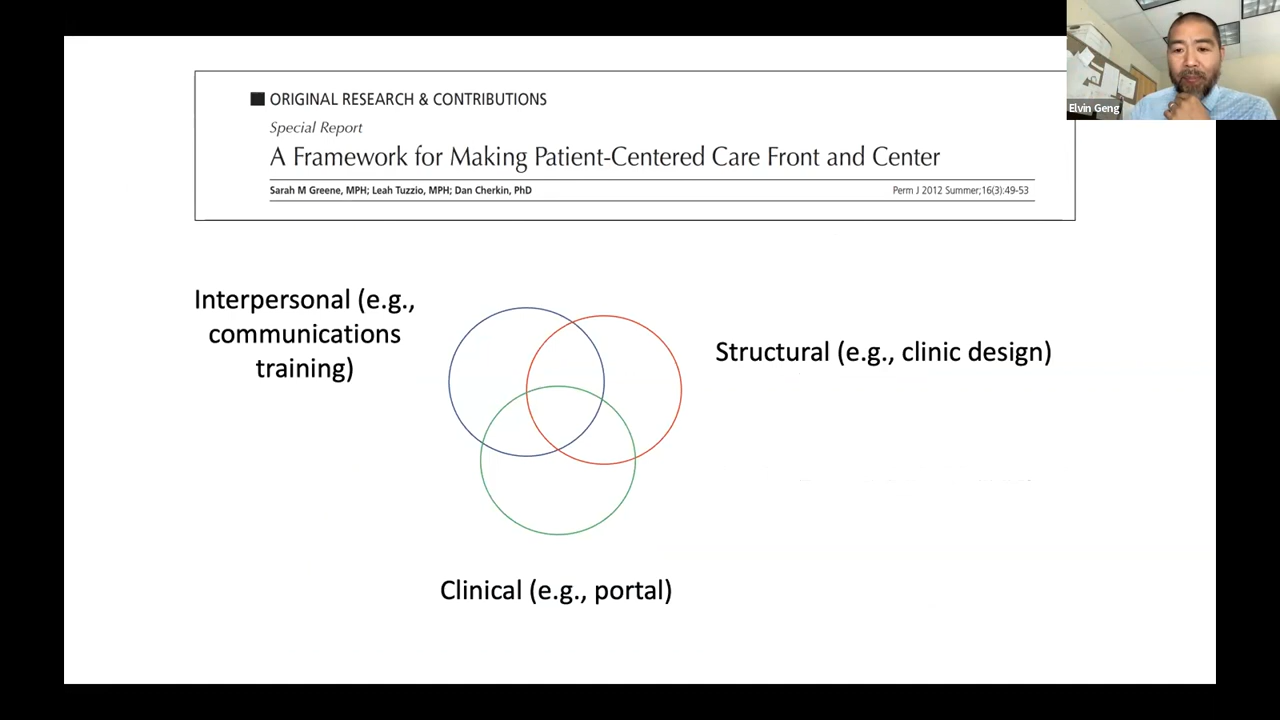 ORIGINAL RESEARCH & CONTRIBUTIONS
Special Report
A Framework for Making Patient-Centered Care Front and Center
Sarah M Greene, MPH; Leah Tuzzio, MPH; Dan Cherkin, PhD
Perm J 2012 Summer;16(3):49-53
Elvin Geng
Interpersonal (e.g.,
communications
training)
Structural (e.g., clinic design)
Clinical (e.g., portal)